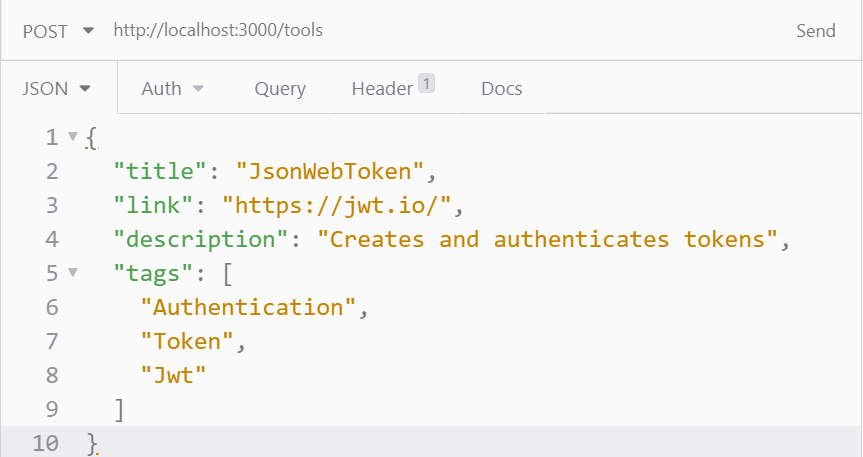 POST http://localhost:3000/tools Send
JSON Auth Query Header 1 Docs
1 {
2 "title": "JsonWebToken",
3 "link": "https://jwt.io/",
4 "description": "Creates and authenticates tokens",
5 "tags": [
6 "Authentication",
7 "Token",
8 "Jwt"
9 ]
10 }